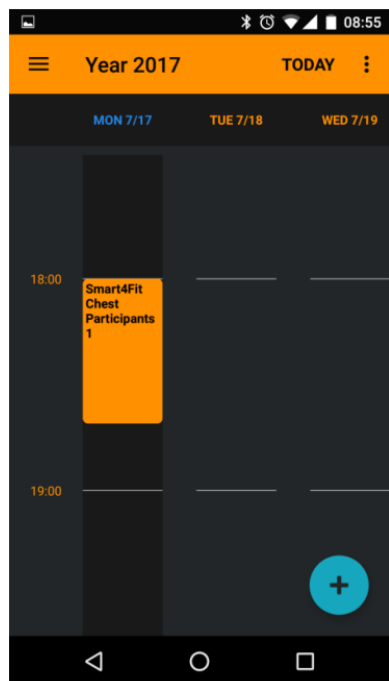 08:55
Year 2017 TODAY
MON 7/17 TUE 7/18 WED 7/19
18:00
Smart4Fit
Chest
Participants
1
19:00
+